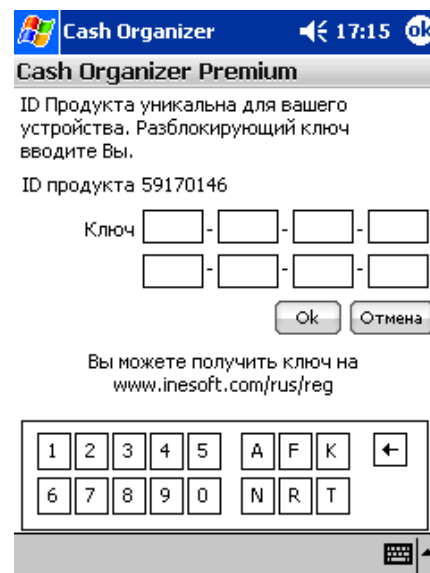 Cash Organizer 17:15 ok
Cash Organizer Premium
ID Продукта уникальна для вашего
устройства. Разблокирующий ключ
вводите Вы.
ID продукта 59170146
Ключ - - -
- - -
Ok Отмена
Вы можете получить ключ на
www.inesoft.com/rus/reg
1 2 3 4 5 A F K
6 7 8 9 0 N R T